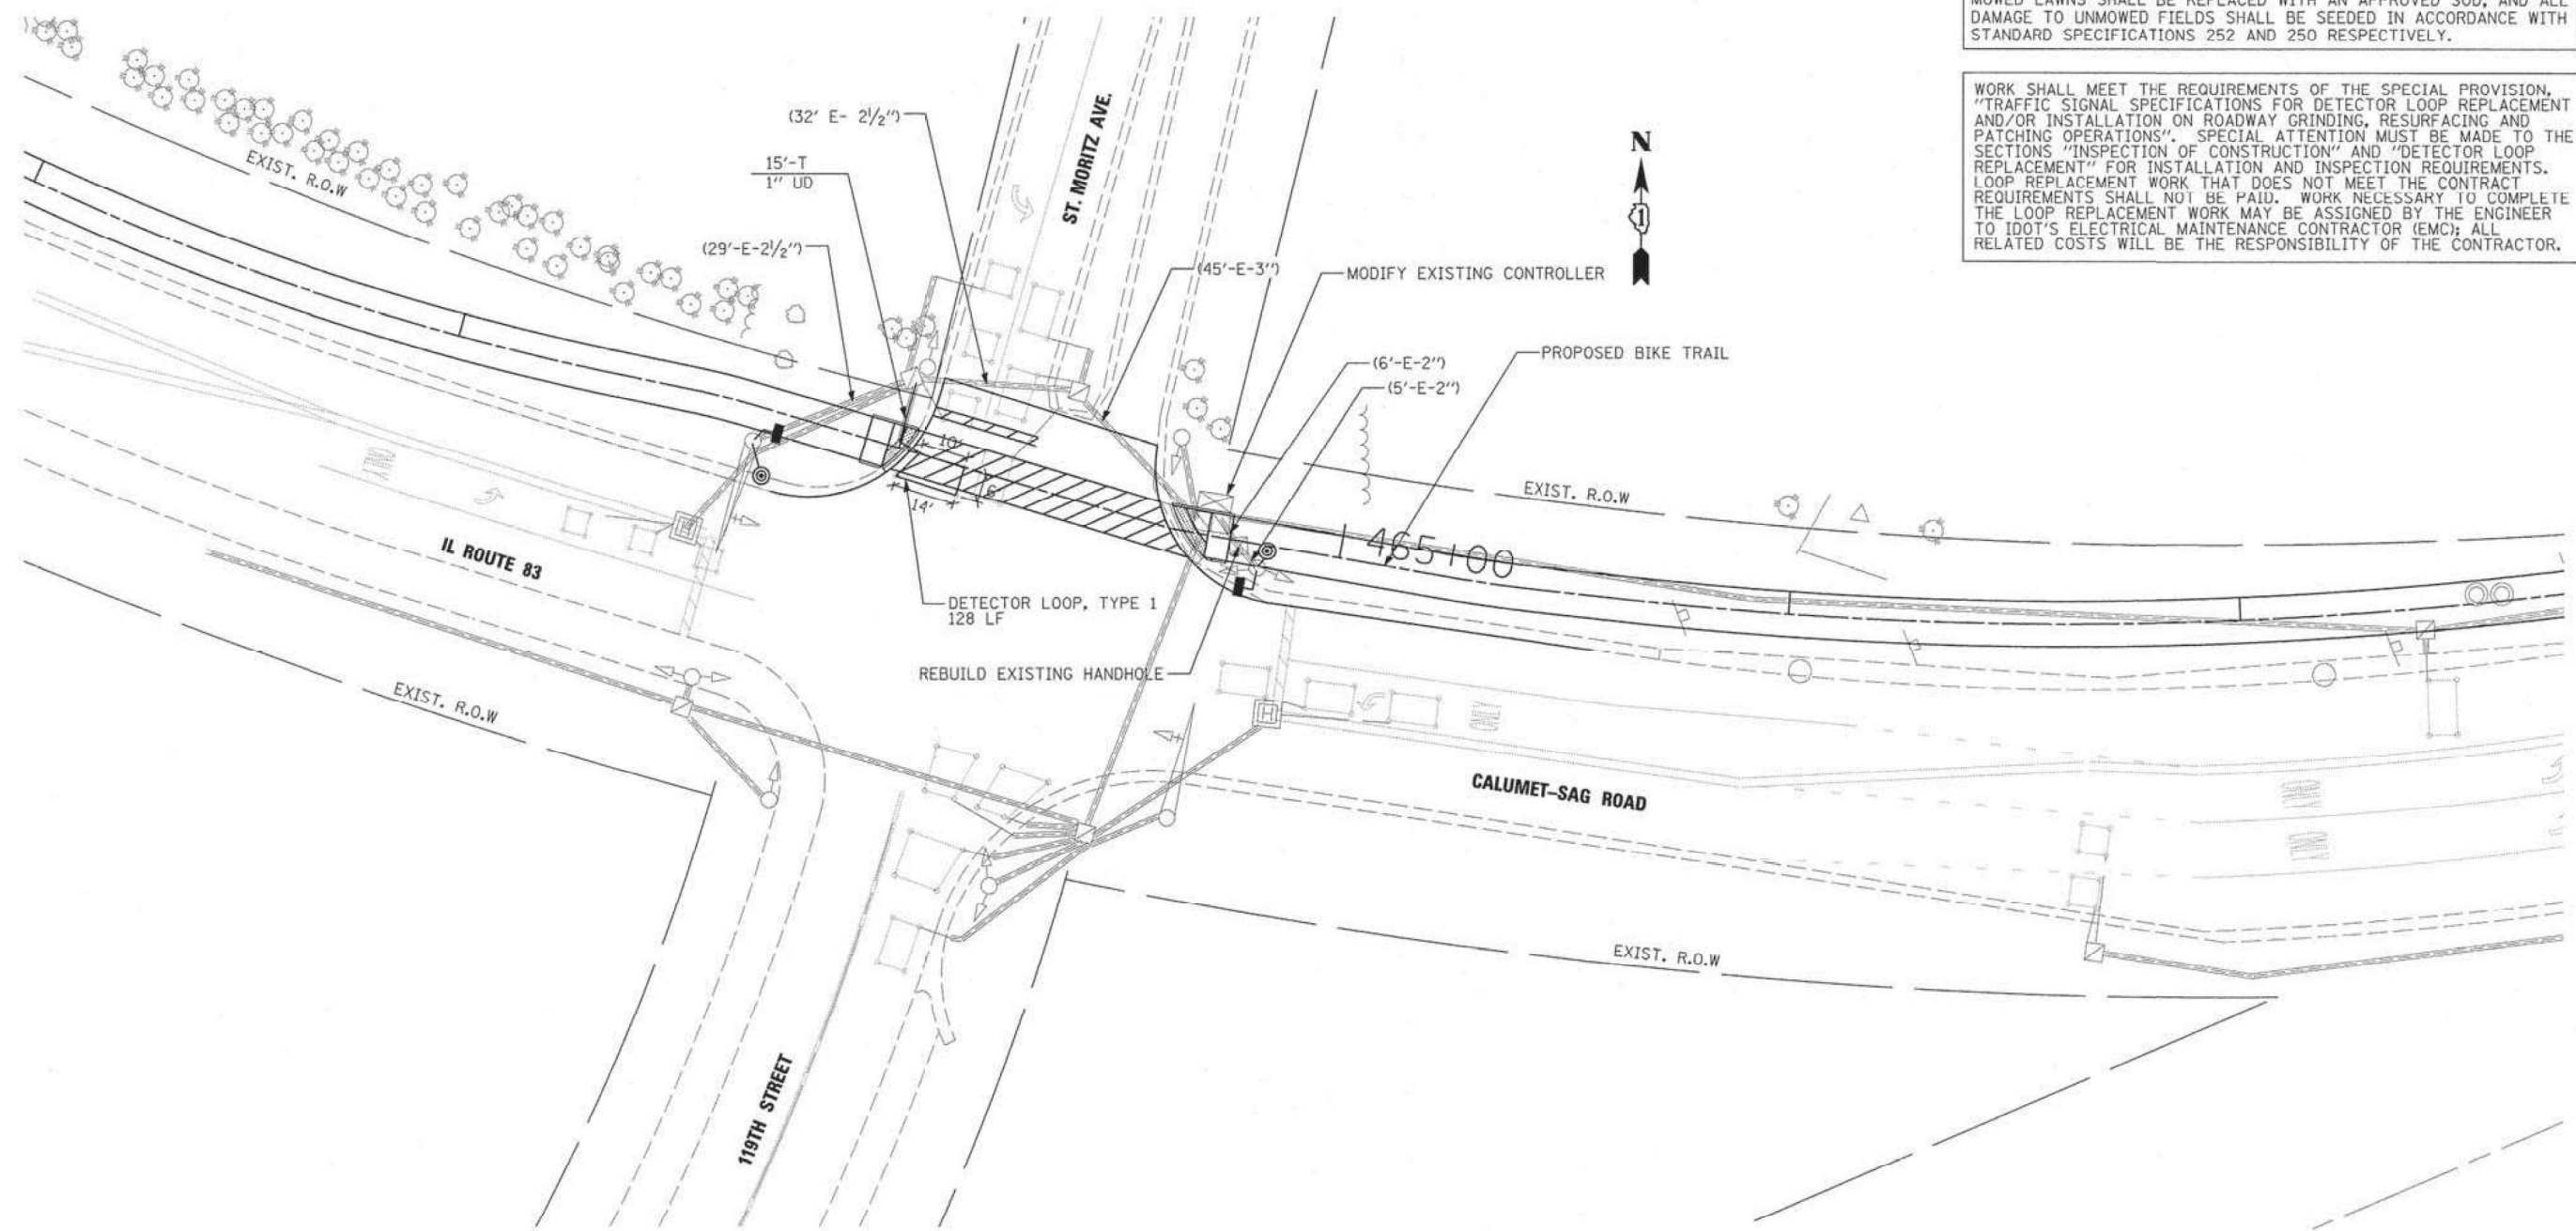 MOWED LAWNS SHALL BE REPLACED WITH AN APPROVED SOD, AND ALL
DAMAGE TO UNMOWED FIELDS SHALL BE SEEDED IN ACCORDANCE WITH
STANDARD SPECIFICATIONS 252 AND 250 RESPECTIVELY.
WORK SHALL MEET THE REQUIREMENTS OF THE SPECIAL PROVISION,
"TRAFFIC SIGNAL SPECIFICATIONS FOR DETECTOR LOOP REPLACEMENT
AND/OR INSTALLATION ON ROADWAY GRINDING, RESURFACING AND
PATCHING OPERATIONS". SPECIAL ATTENTION MUST BE MADE TO THE
SECTIONS "INSPECTION OF CONSTRUCTION" AND "DETECTOR LOOP
REPLACEMENT" FOR INSTALLATION AND INSPECTION REQUIREMENTS.
LOOP REPLACEMENT WORK THAT DOES NOT MEET THE CONTRACT
REQUIREMENTS SHALL NOT BE PAID. WORK NECESSARY TO COMPLETE
THE LOOP REPLACEMENT WORK MAY BE ASSIGNED BY THE ENGINEER
TO IDOT'S ELECTRICAL MAINTENANCE CONTRACTOR (EMC); ALL
RELATED COSTS WILL BE THE RESPONSIBILITY OF THE CONTRACTOR.
N
1
(32' E- 2½")
ST. MORITZ AVE.
EXIST. R.O.W
15'-T
1" UD
(29'-E-2½")
(45'-E-3")
MODIFY EXISTING CONTROLLER
PROPOSED BIKE TRAIL
(6'-E-2")
(5'-E-2")
10'
6'
14'
EXIST. R.O.W
465+00
IL ROUTE 83
DETECTOR LOOP, TYPE 1
128 LF
REBUILD EXISTING HANDHOLE
EXIST. R.O.W
H
CALUMET-SAG ROAD
EXIST. R.O.W
119TH STREET